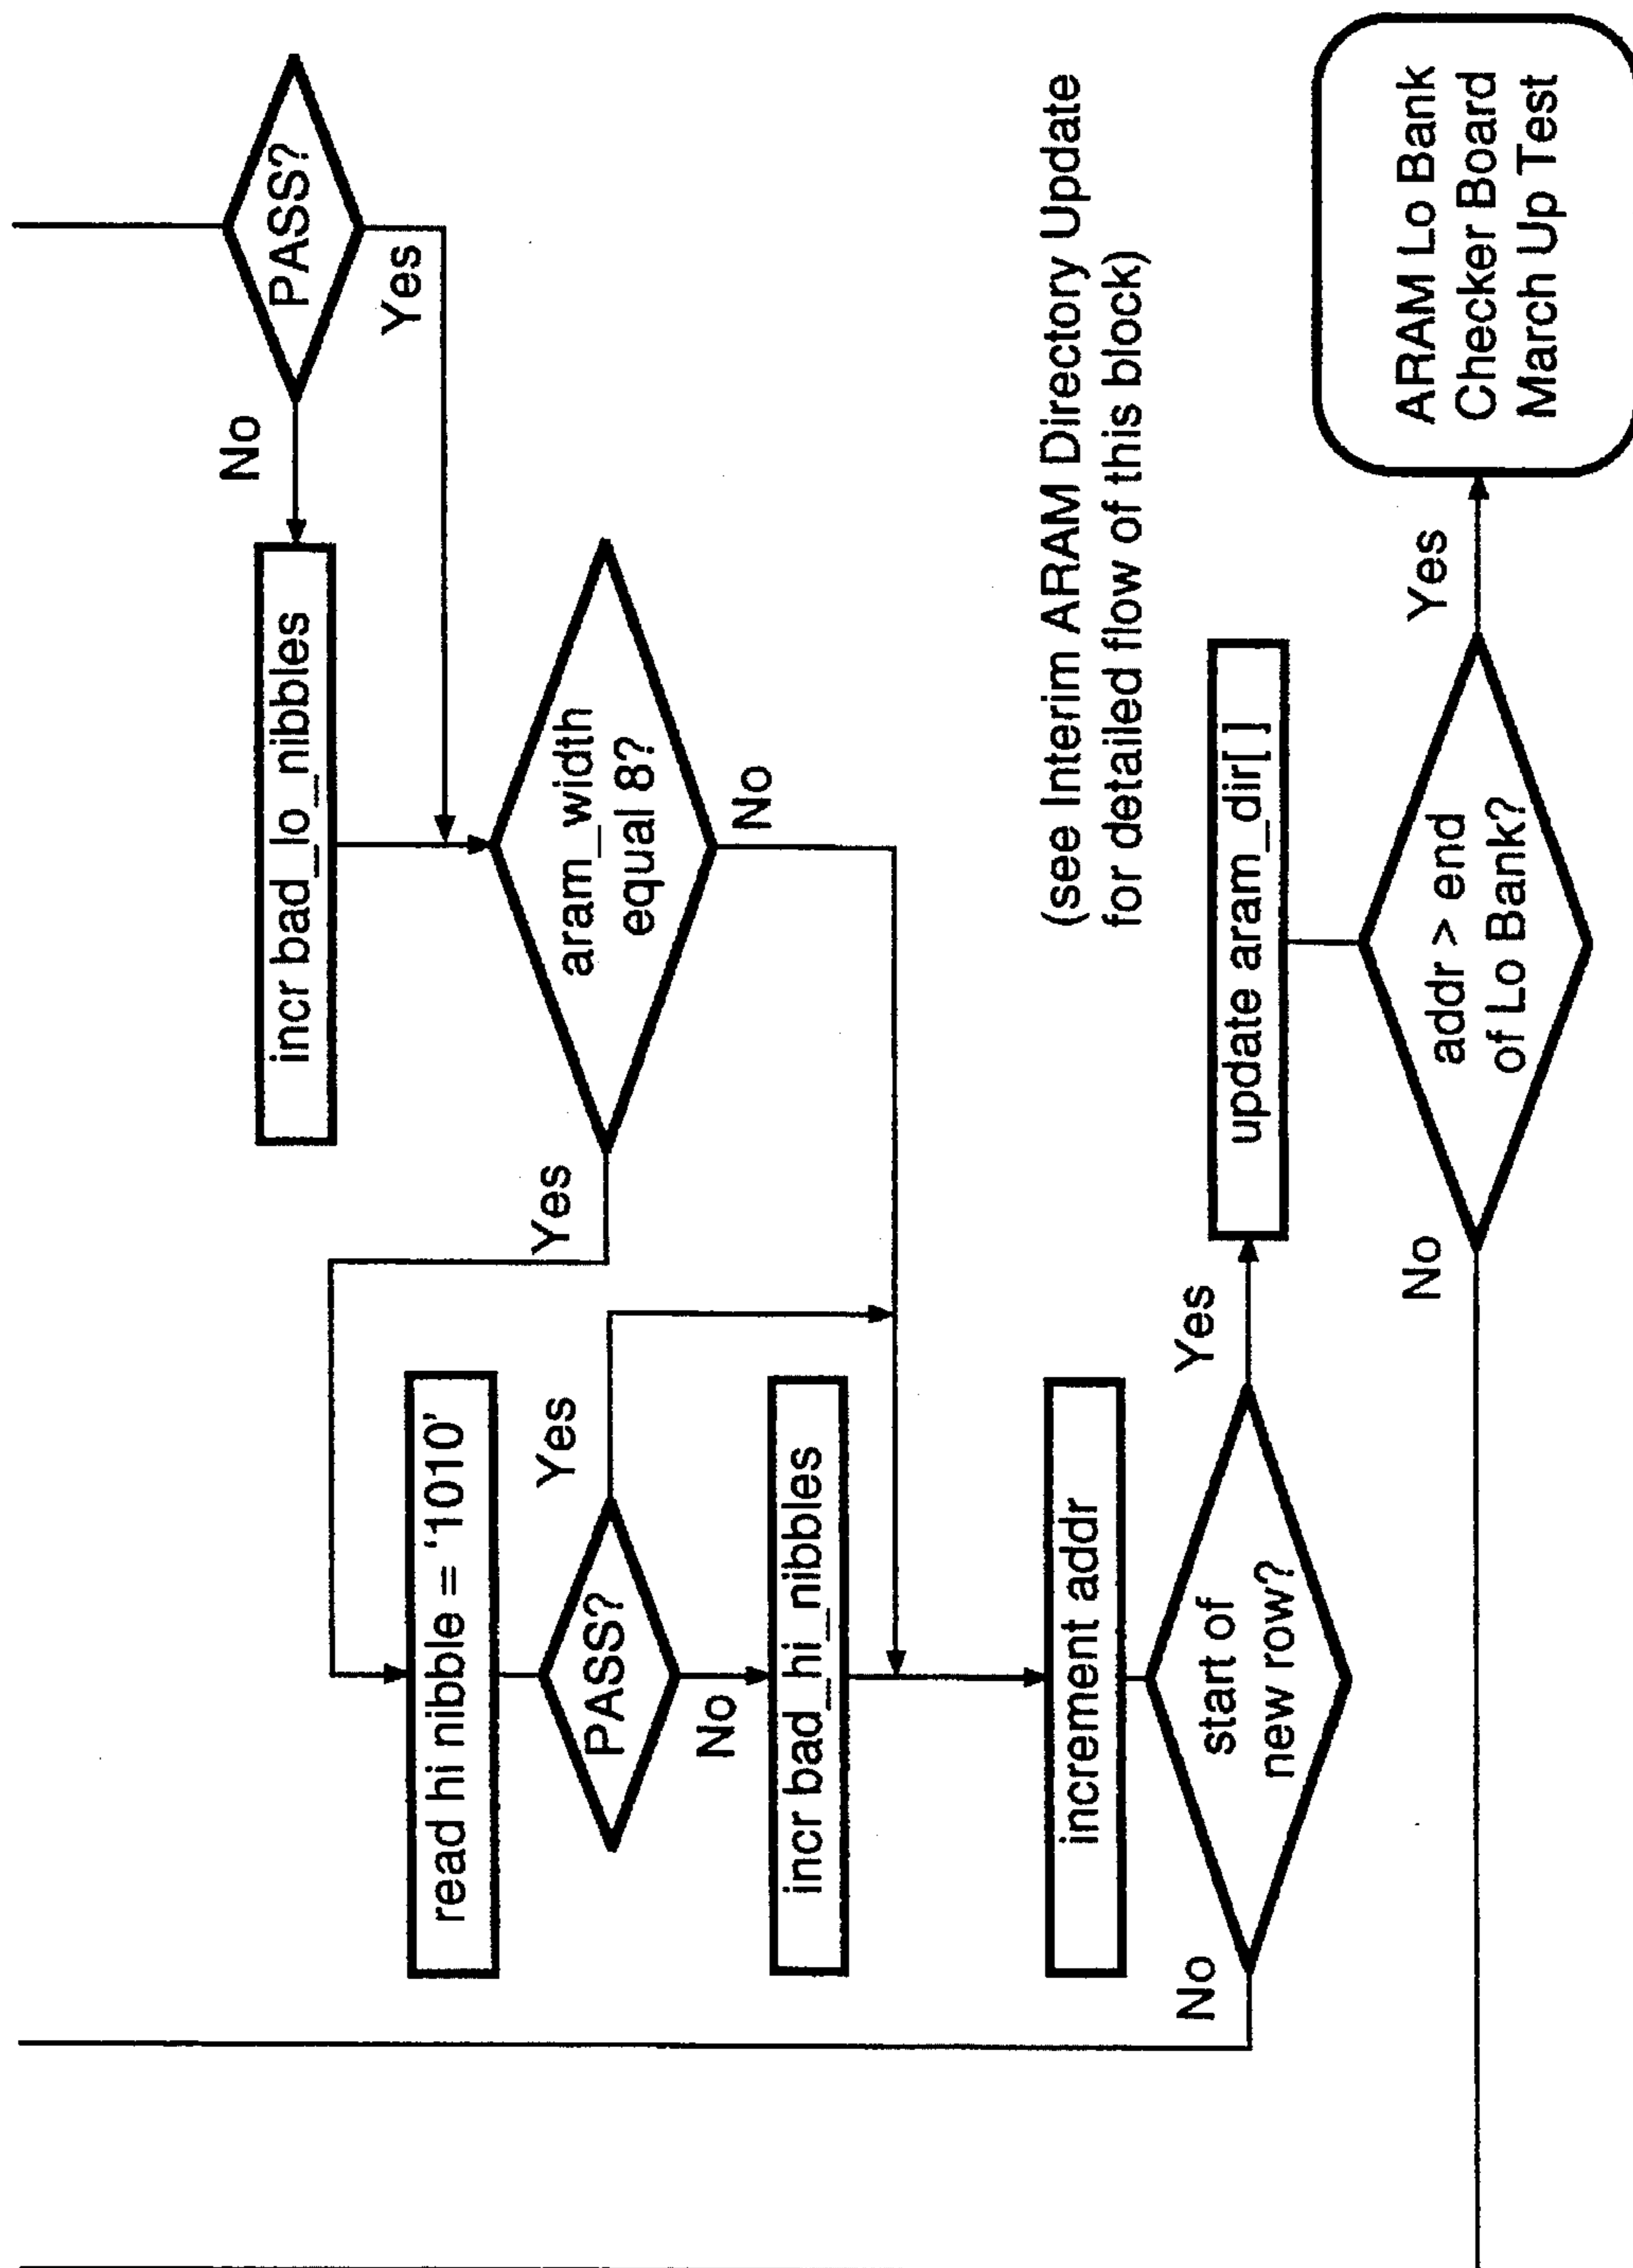 PASS?
No
Yes
incr bad_lo_nibbles
aram_width
equal 8?
Yes
No
read hi nibble = ‘1010’
PASS?
Yes
No
incr bad_hi_nibbles
increment addr
start of
new row?
Yes
No
(see Interim ARAM Directory Update
for detailed flow of this block)
update aram_dir[ ]
addr > end
of Lo Bank?
No
Yes
ARAM Lo Bank
Checker Board
March Up Test